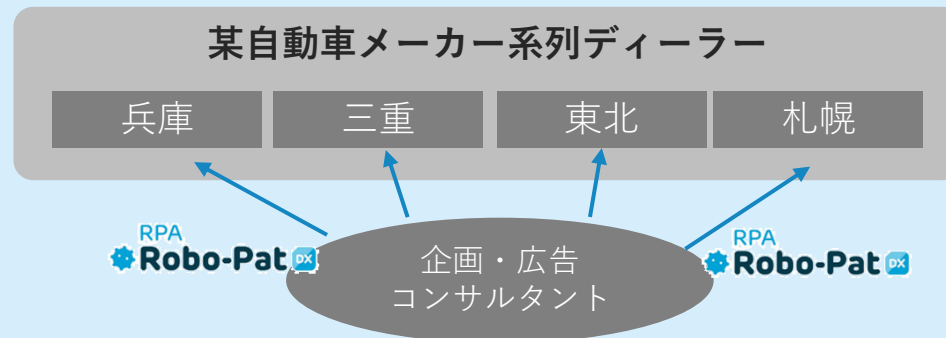 某自動車メーカー系列ディーラー
兵庫
三重
東北
札幌
RPA
Robo-Pat DX
企画・広告
コンサルタント
RPA
Robo-Pat DX